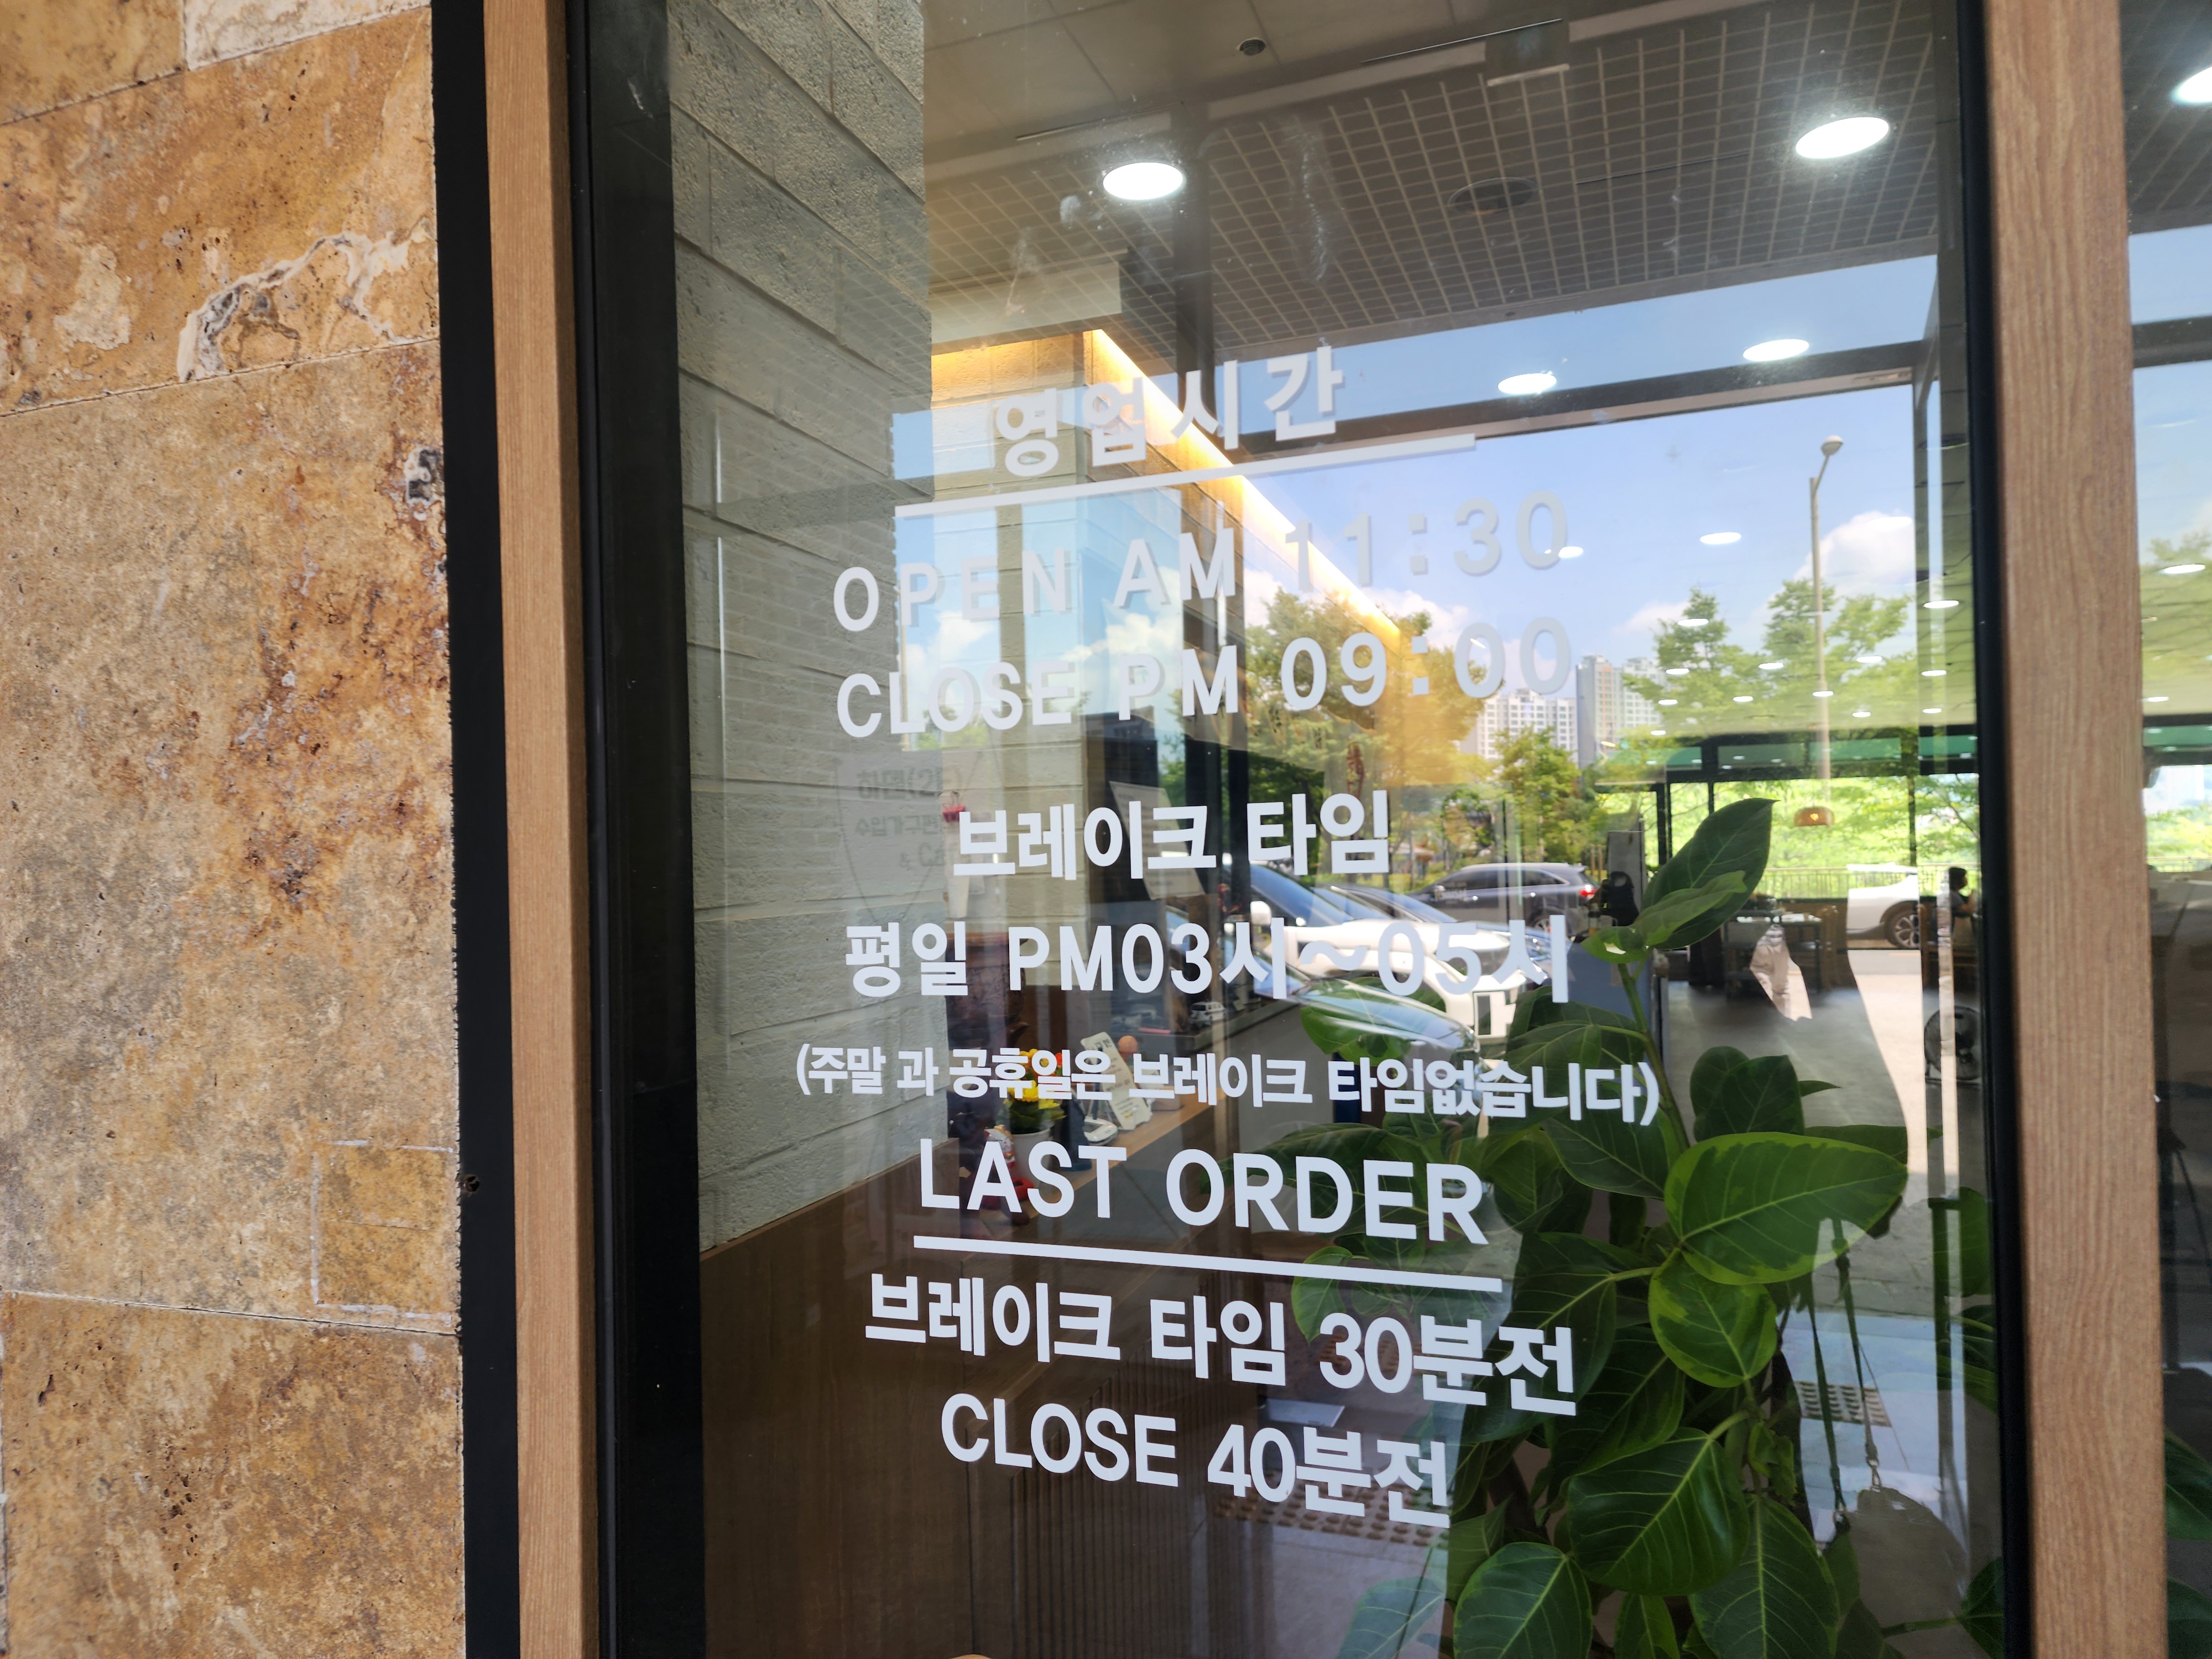 영업시간
OPEN AM 11:30
CLOSE PM 09:00
브레이크 타임
평일 PM03시~05시
(주말 과 공휴일은 브레이크 타임없습니다)
LAST ORDER
브레이크 타임 30분전
CLOSE 40분전